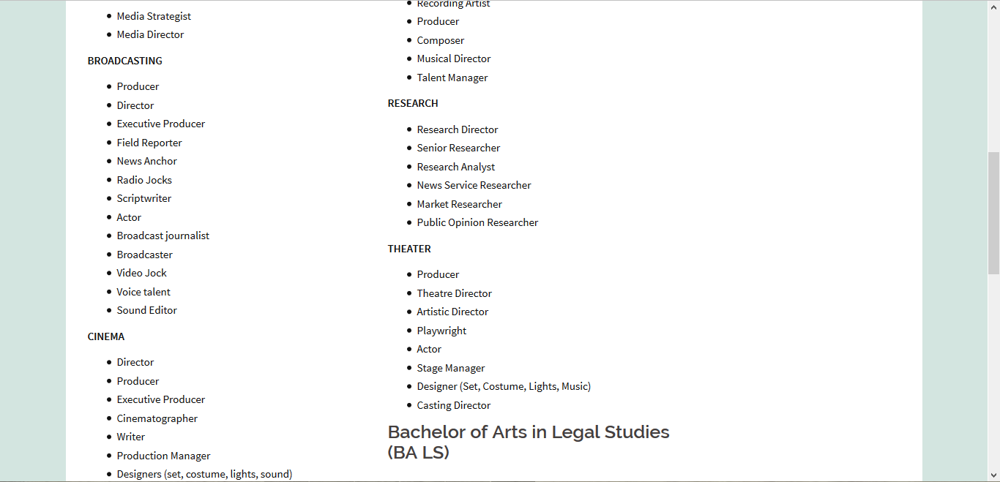 Media Strategist
Media Director
BROADCASTING
Producer
Director
Executive Producer
Field Reporter
News Anchor
Radio Jocks
Scriptwriter
Actor
Broadcast journalist
Broadcaster
Video Jock
Voice talent
Sound Editor
CINEMA
Director
Producer
Executive Producer
Cinematographer
Writer
Production Manager
Designers (set, costume, lights, sound)
Recording Artist
Producer
Composer
Musical Director
Talent Manager
RESEARCH
Research Director
Senior Researcher
Research Analyst
News Service Researcher
Market Researcher
Public Opinion Researcher
THEATER
Producer
Theatre Director
Artistic Director
Playwright
Actor
Stage Manager
Designer (Set, Costume, Lights, Music)
Casting Director
Bachelor of Arts in Legal Studies
(BA LS)